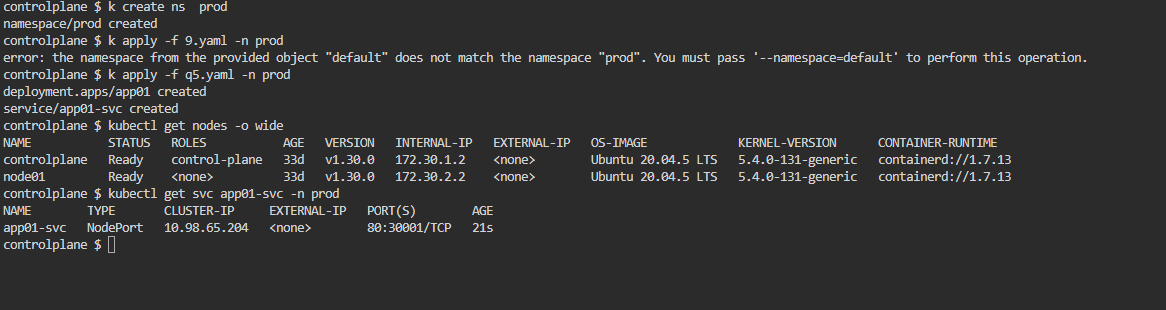 controlplane $ k create ns  prod
namespace/prod created
controlplane $ k apply -f 9.yaml -n prod
error: the namespace from the provided object "default" does not match the namespace "prod". You must pass '--namespace=default' to perform this operation.
controlplane $ k apply -f q5.yaml -n prod
deployment.apps/app01 created
service/app01-svc created
controlplane $ kubectl get nodes -o wide
NAME           STATUS   ROLES           AGE   VERSION   INTERNAL-IP   EXTERNAL-IP   OS-IMAGE             KERNEL-VERSION      CONTAINER-RUNTIME
controlplane   Ready    control-plane   33d   v1.30.0   172.30.1.2    <none>        Ubuntu 20.04.5 LTS   5.4.0-131-generic   containerd://1.7.13
node01         Ready    <none>          33d   v1.30.0   172.30.2.2    <none>        Ubuntu 20.04.5 LTS   5.4.0-131-generic   containerd://1.7.13
controlplane $ kubectl get svc app01-svc -n prod
NAME        TYPE       CLUSTER-IP     EXTERNAL-IP   PORT(S)        AGE
app01-svc   NodePort   10.98.65.204   <none>        80:30001/TCP   21s
controlplane $